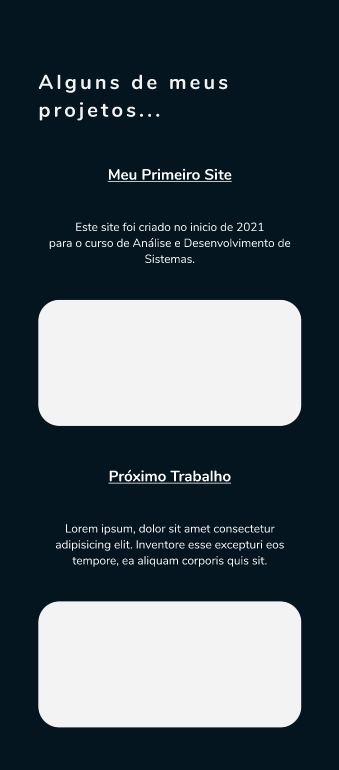 Alguns de meus
projetos...
Meu Primeiro Site
Este site foi criado no inicio de 2021
para o curso de Análise e Desenvolvimento de
Sistemas.
Próximo Trabalho
Lorem ipsum, dolor sit amet consectetur
adipisicing elit. Inventore esse excepturi eos
tempore, ea aliquam corporis quis sit.